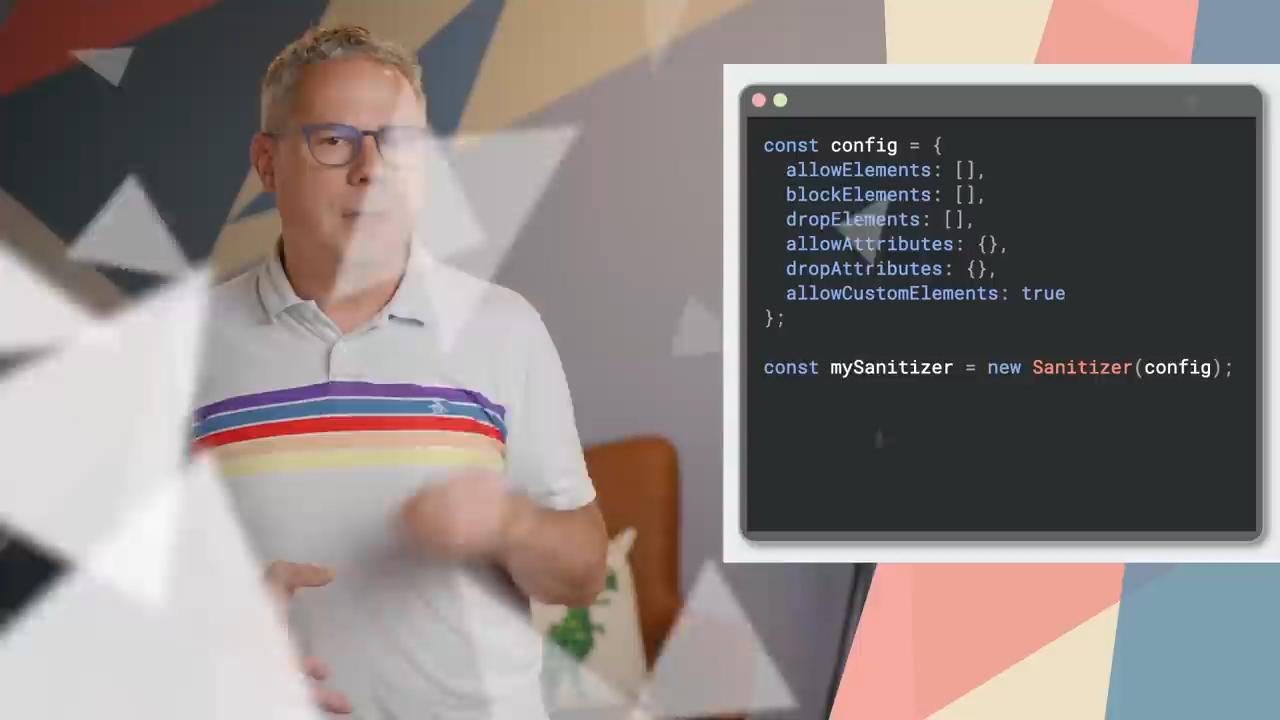 const config = {
allowElements: [],
blockElements: [],
dropElements: [],
allowAttributes: {},
dropAttributes: {},
allowCustomElements: true
};
const mySanitizer = new Sanitizer(config);